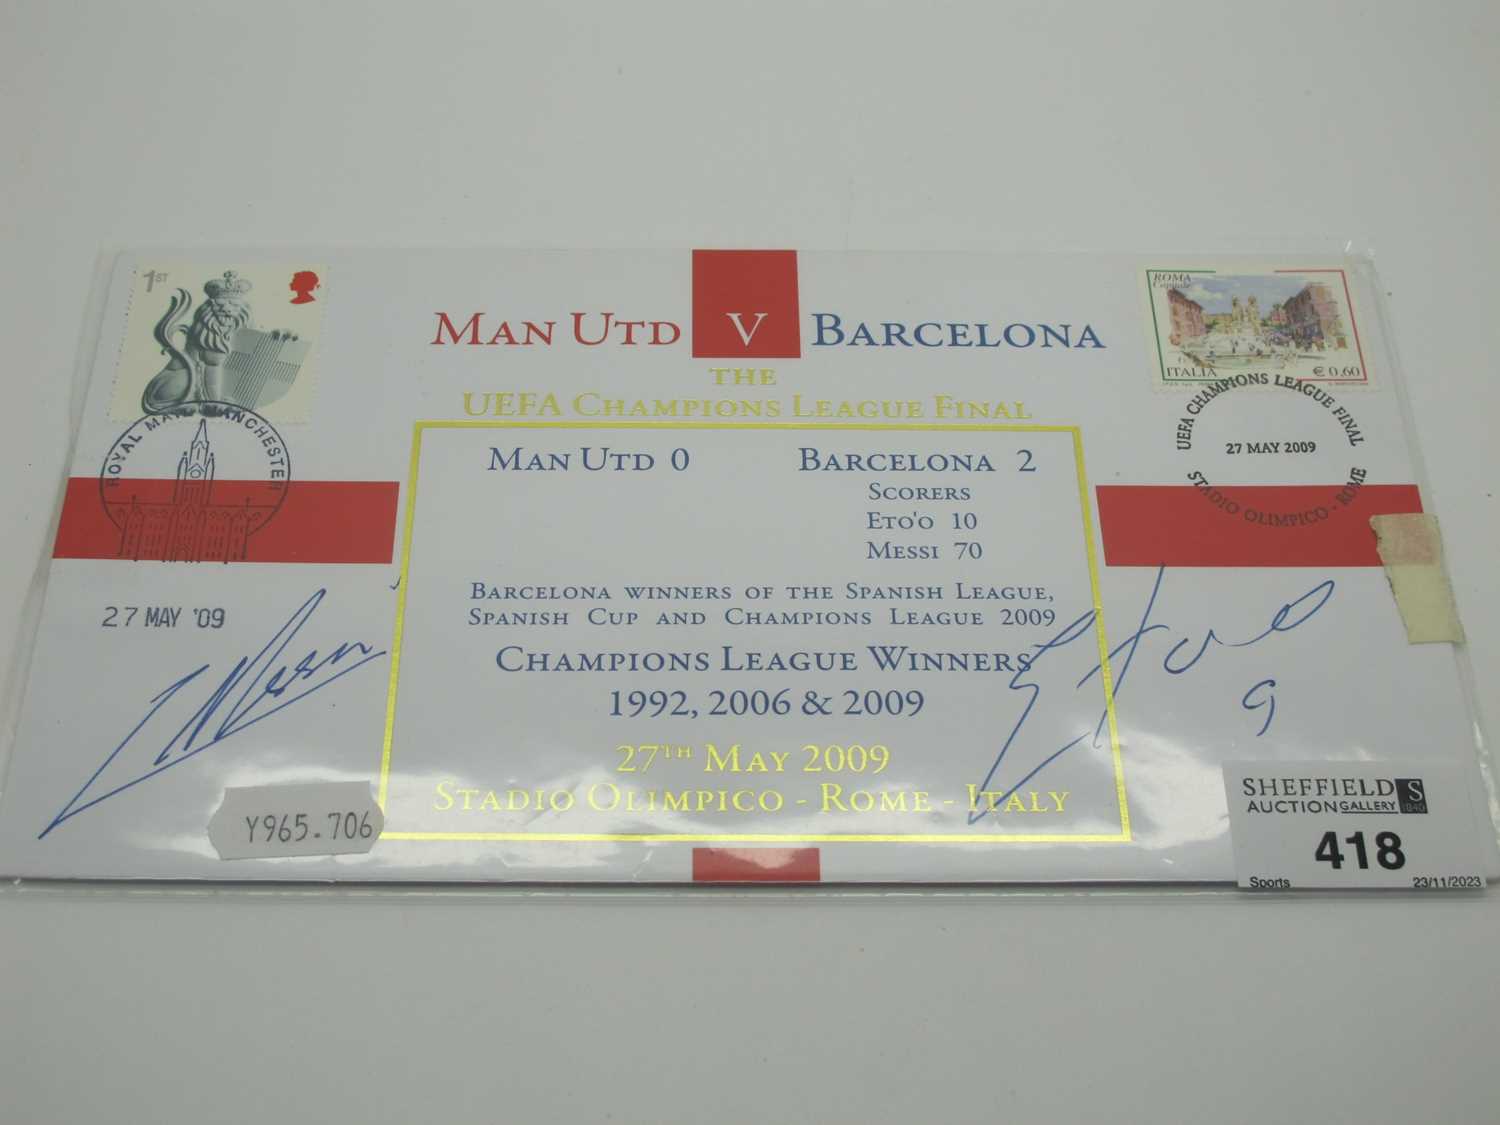 1ST
ROYAL MAIL MANCHESTER
27 MAY '09
MAN UTD V BARCELONA
THE
UEFA CHAMPIONS LEAGUE FINAL
MAN UTD 0 BARCELONA 2
SCORERS
ETO'O 10
MESSI 70
BARCELONA WINNERS OF THE SPANISH LEAGUE,
SPANISH CUP AND CHAMPIONS LEAGUE 2009
CHAMPIONS LEAGUE WINNERS
1992, 2006 & 2009
27TH MAY 2009
STADIO OLIMPICO - ROME - ITALY
ROMA
Capitale
ITALIA €0,60
UEFA CHAMPIONS LEAGUE FINAL
27 MAY 2009
STADIO OLIMPICO - ROME
9
Y965.706
SHEFFIELD S
AUCTION GALLERY 1840
418
Sports 23/11/2023